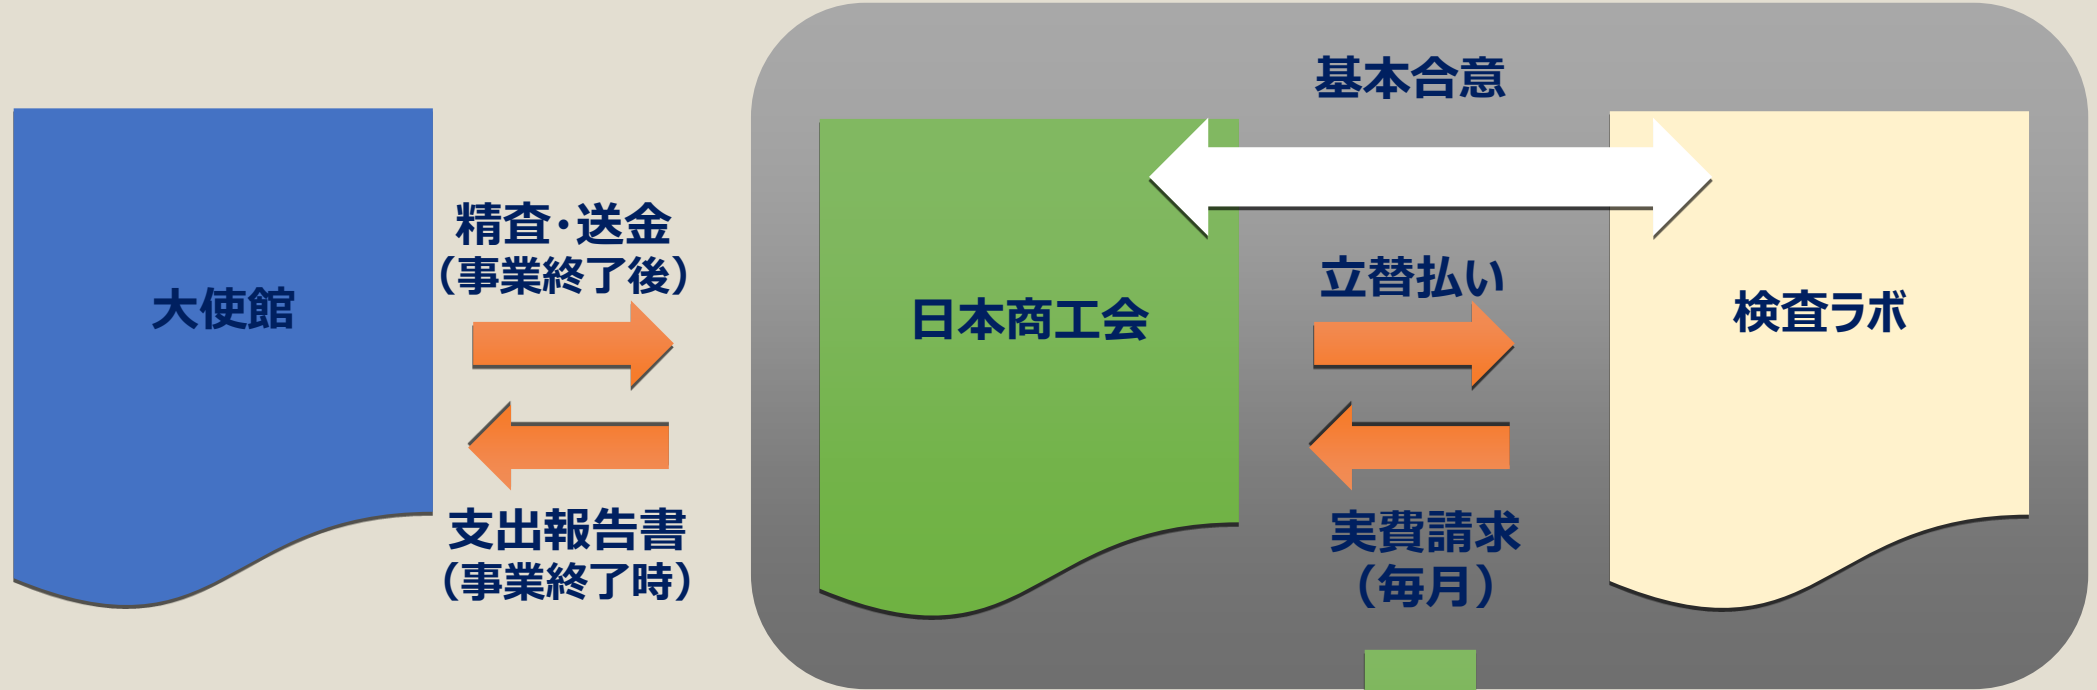 基本合意
精査・送金
（事業終了後）
大使館
日本商工会
立替払い
検査ラボ
支出報告書
（事業終了時）
実費請求
（毎月）